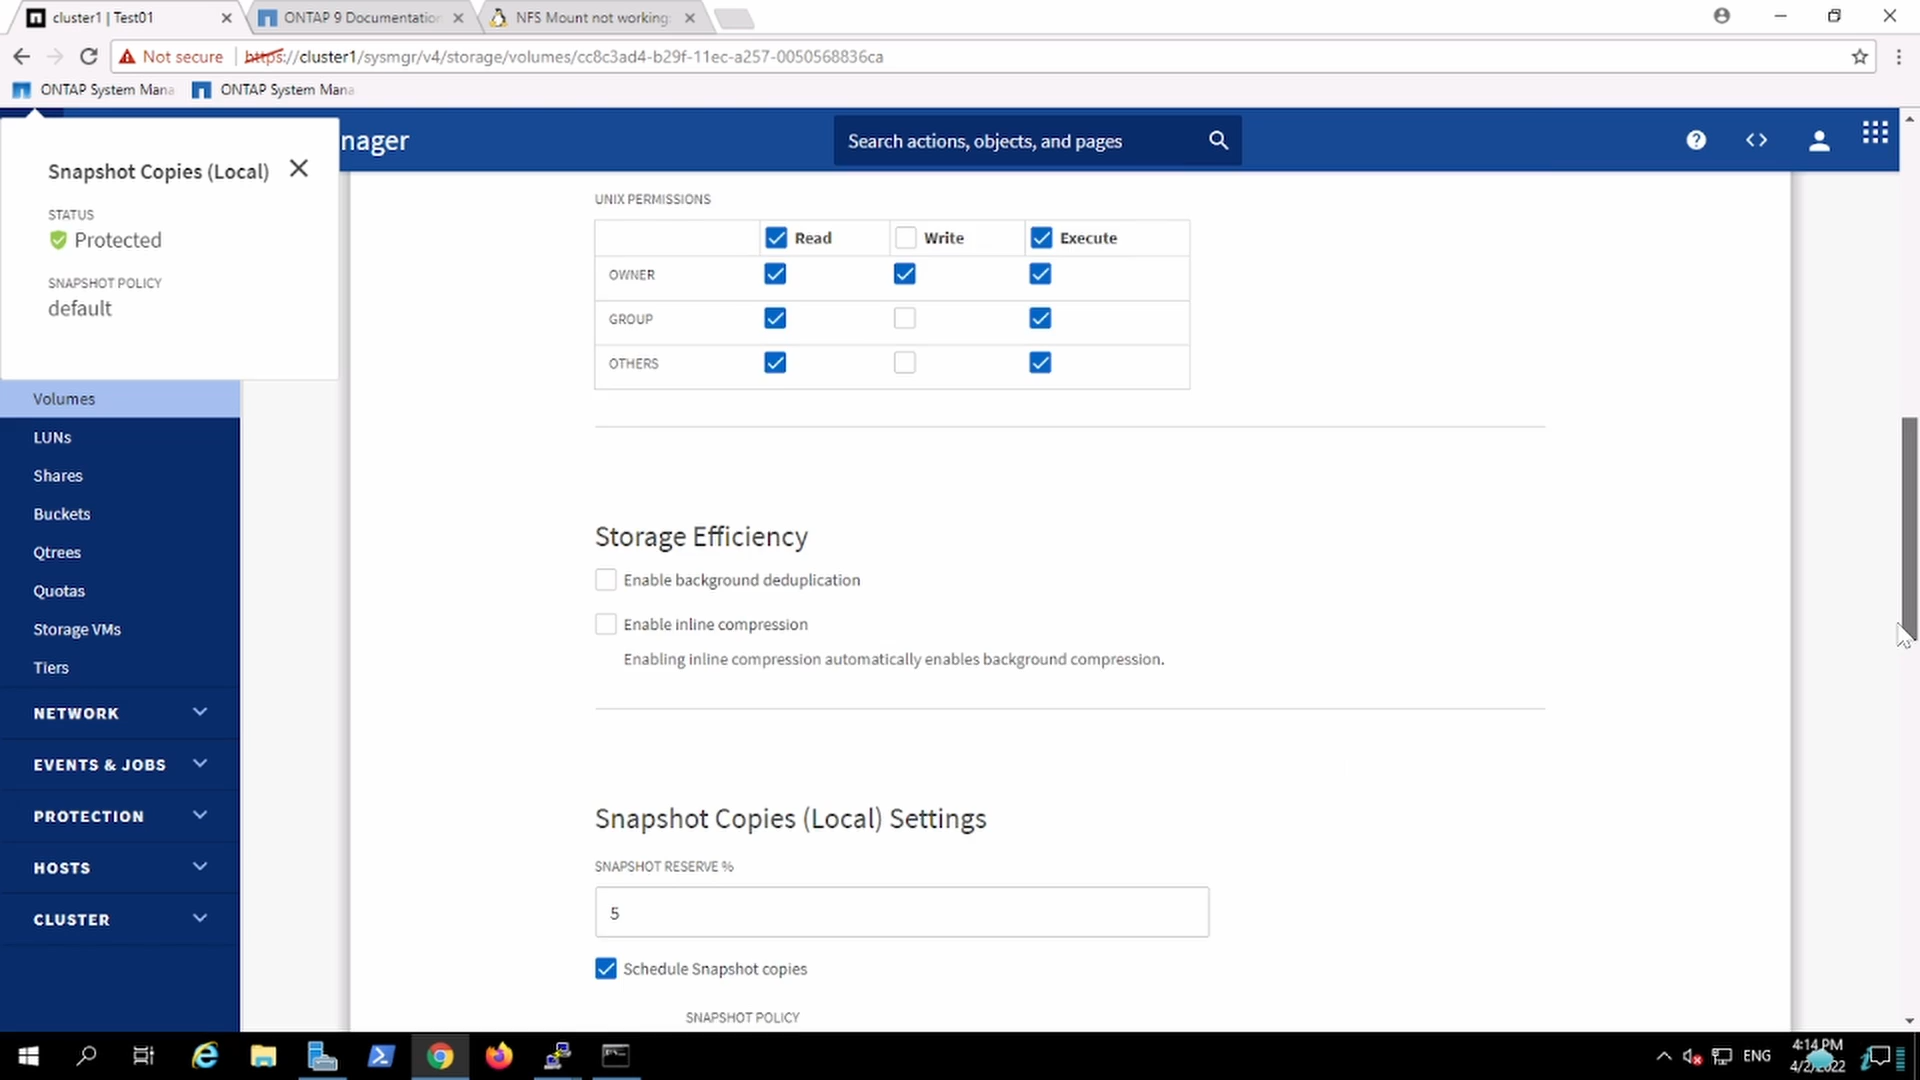 cluster1 | Test01
ONTAP 9 Documentation
NFS Mount not working
Not secure
https://cluster1/sysmgr/v4/storage/volumes/cc8c3ad4-b29f-11ec-a257-0050568836ca
ONTAP System Mana
ONTAP System Mana
nager
Search actions, objects, and pages
Snapshot Copies (Local)
STATUS
Protected
SNAPSHOT POLICY
default
Volumes
LUNs
Shares
Buckets
Qtrees
Quotas
Storage VMs
Tiers
NETWORK
EVENTS & JOBS
PROTECTION
HOSTS
CLUSTER
UNIX PERMISSIONS
Read Write Execute
OWNER
GROUP
OTHERS
Storage Efficiency
Enable background deduplication
Enable inline compression
Enabling inline compression automatically enables background compression.
Snapshot Copies (Local) Settings
SNAPSHOT RESERVE %
5
Schedule Snapshot copies
SNAPSHOT POLICY
ENG
4:14 PM
4/2/2022